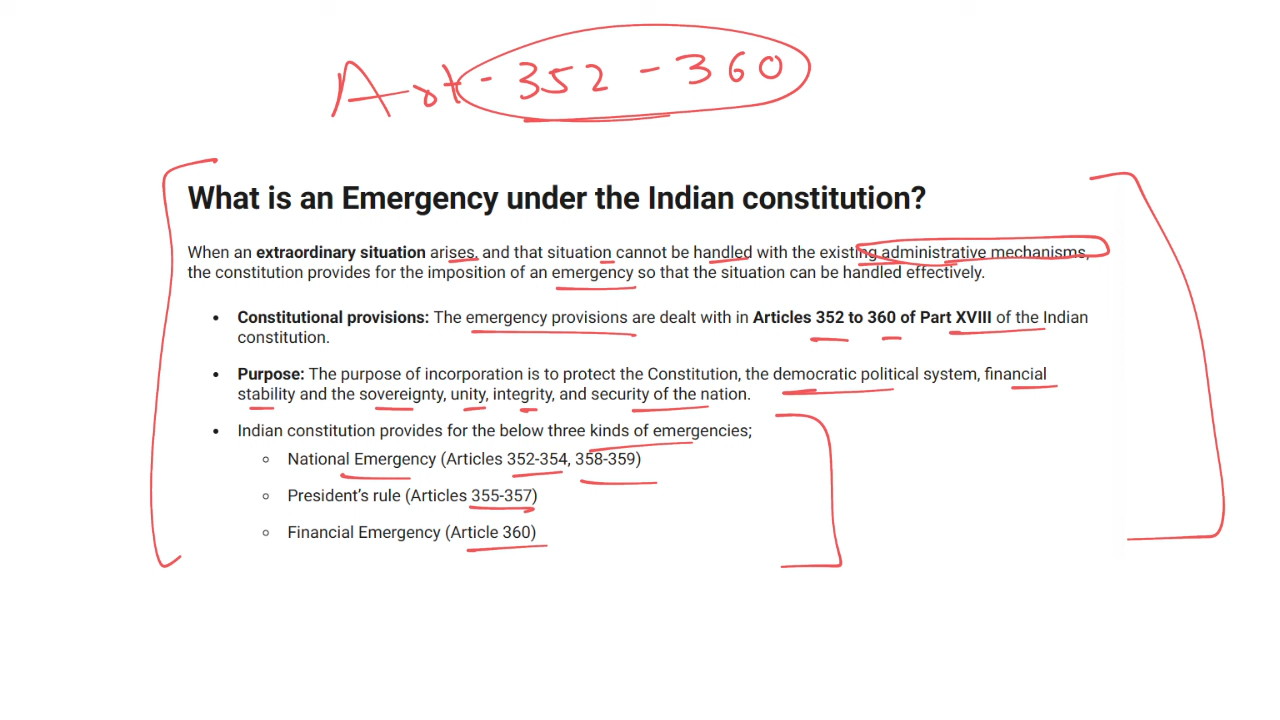 Art - 352 - 360
What is an Emergency under the Indian constitution?
When an extraordinary situation arises, and that situation cannot be handled with the existing administrative mechanisms,
the constitution provides for the imposition of an emergency so that the situation can be handled effectively.
• Constitutional provisions: The emergency provisions are dealt with in Articles 352 to 360 of Part XVIII of the Indian
constitution.
• Purpose: The purpose of incorporation is to protect the Constitution, the democratic political system, financial
stability and the sovereignty, unity, integrity, and security of the nation.
• Indian constitution provides for the below three kinds of emergencies;
◦ National Emergency (Articles 352-354, 358-359)
◦ President's rule (Articles 355-357)
◦ Financial Emergency (Article 360)